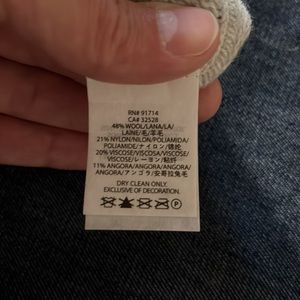 RN# 91714
CA# 32528
48% WOOL/LANA/LA/
LAINE/毛/羊毛
21% NYLON/NILON/POLIAMIDA/
POLIAMIDE/ナイロン/锦纶
20% VISCOSE/VISCOSA/VISCOSE/
VISCOSE/レーヨン/粘纤
11% ANGORA/ANGORA/ANGORA/
ANGORA/アンゴラ/安哥拉兔毛
DRY CLEAN ONLY.
EXCLUSIVE OF DECORATION.
P